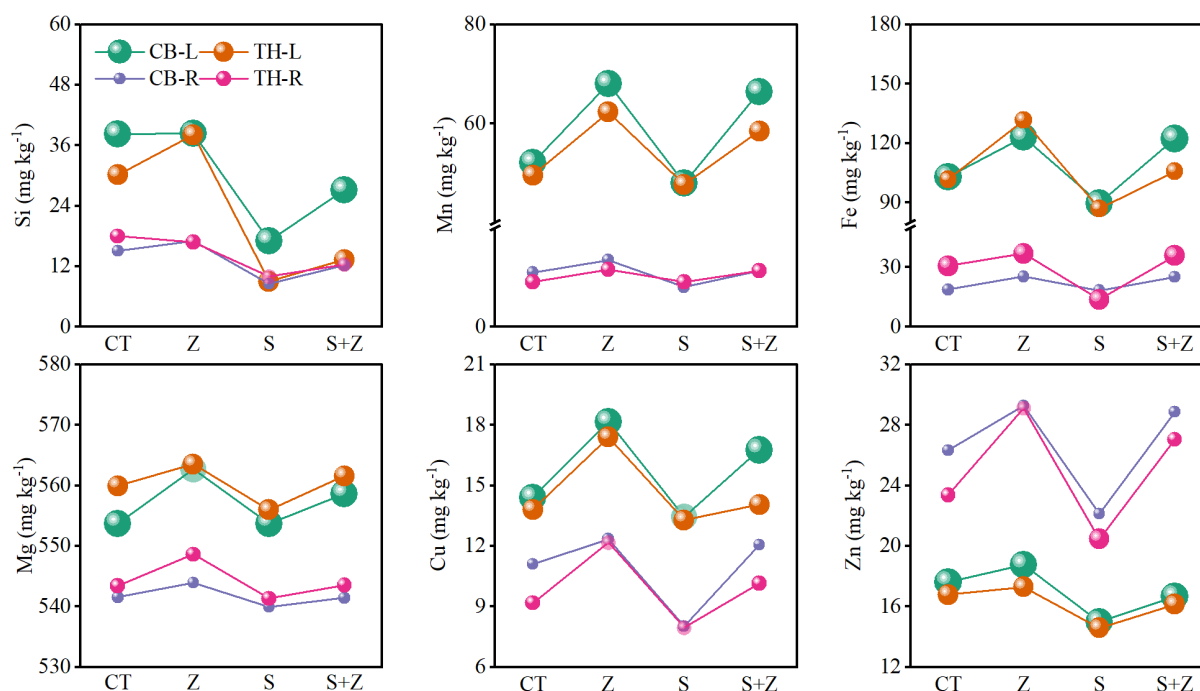 Si (mg kg⁻¹)
60
48
36
24
12
0
CB-L TH-L
CB-R TH-R
CT Z S S+Z
Mn (mg kg⁻¹)
80
60
0
CT Z S S+Z
Fe (mg kg⁻¹)
180
150
120
90
30
0
CT Z S S+Z
Mg (mg kg⁻¹)
580
570
560
550
540
530
CT Z S S+Z
Cu (mg kg⁻¹)
21
18
15
12
9
6
CT Z S S+Z
Zn (mg kg⁻¹)
32
28
24
20
16
12
CT Z S S+Z